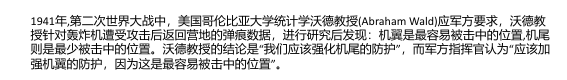 1941年,第二次世界大战中，美国哥伦比亚大学统计学沃德教授(Abraham Wald)应军方要求，沃德教
授针对轰炸机遭受攻击后返回营地的弹痕数据，进行研究后发现：机翼是最容易被击中的位置,机尾
则是最少被击中的位置。沃德教授的结论是“我们应该强化机尾的防护”，而军方指挥官认为“应该加
强机翼的防护，因为这是最容易被击中的位置”。